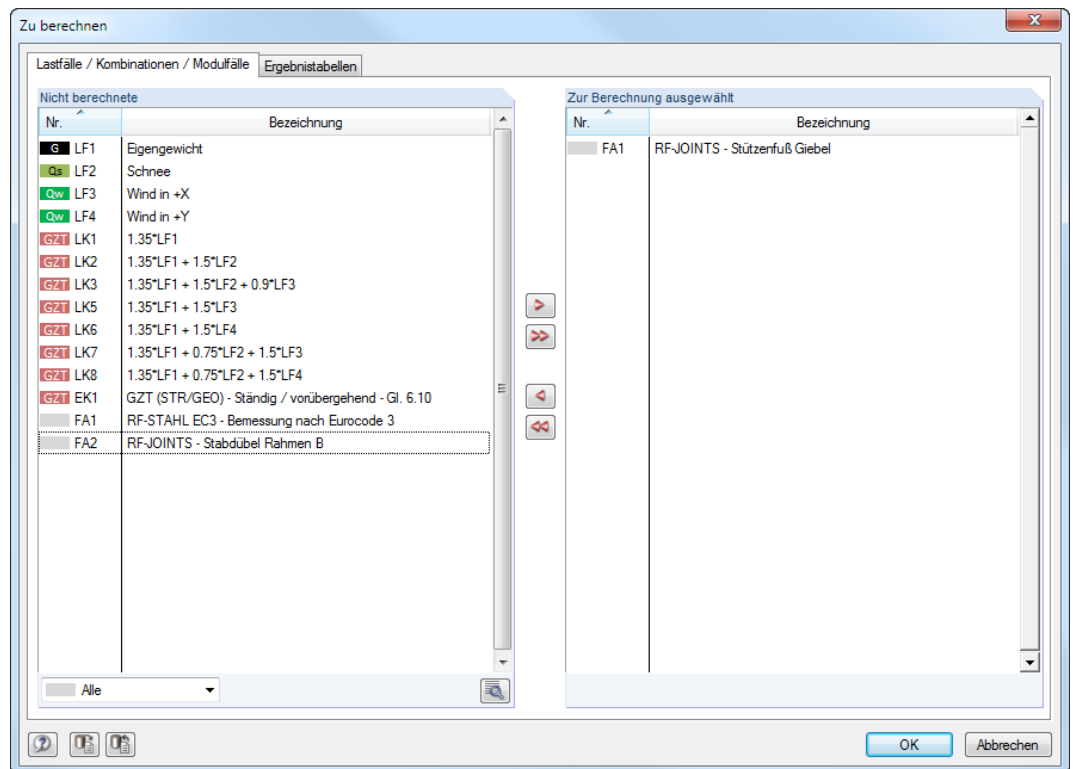 Zu berechnen
Lastfälle / Kombinationen / Modulfälle
Ergebnistabellen
Nicht berechnete
Nr. Bezeichnung
G LF1 Eigengewicht
Qs LF2 Schnee
Qw LF3 Wind in +X
Qw LF4 Wind in +Y
GZT LK1 1.35*LF1
GZT LK2 1.35*LF1 + 1.5*LF2
GZT LK3 1.35*LF1 + 1.5*LF2 + 0.9*LF3
GZT LK5 1.35*LF1 + 1.5*LF3
GZT LK6 1.35*LF1 + 1.5*LF4
GZT LK7 1.35*LF1 + 0.75*LF2 + 1.5*LF3
GZT LK8 1.35*LF1 + 0.75*LF2 + 1.5*LF4
GZT EK1 GZT (STR/GEO) - Ständig / vorübergehend - Gl. 6.10
FA1 RF-STAHL EC3 - Bemessung nach Eurocode 3
FA2 RF-JOINTS - Stabdübel Rahmen B
Alle
Zur Berechnung ausgewählt
Nr. Bezeichnung
FA1 RF-JOINTS - Stützenfuß Giebel
OK
Abbrechen